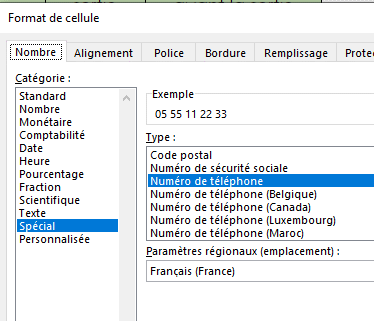 Format de cellule
Nombre Alignement Police Bordure Remplissage
Catégorie :
Standard
Nombre
Monétaire
Comptabilité
Date
Heure
Pourcentage
Fraction
Scientifique
Texte
Spécial
Personnalisée
Exemple
05 55 11 22 33
Type :
Code postal
Numéro de sécurité sociale
Numéro de téléphone
Numéro de téléphone (Belgique)
Numéro de téléphone (Canada)
Numéro de téléphone (Luxembourg)
Numéro de téléphone (Maroc)
Paramètres régionaux (emplacement) :
Français (France)